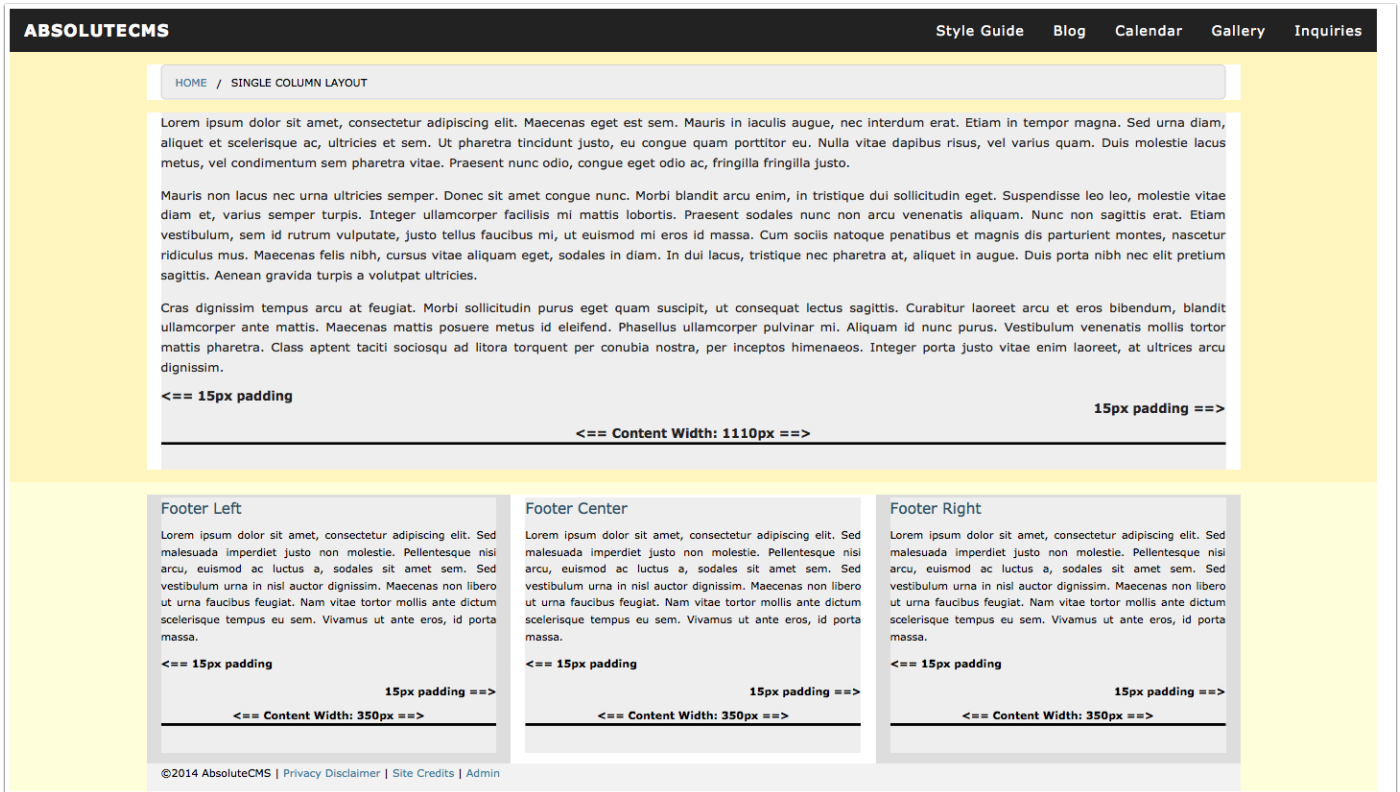 ABSOLUTECMS Style Guide Blog Calendar Gallery Inquiries
HOME / SINGLE COLUMN LAYOUT
Lorem ipsum dolor sit amet, consectetur adipiscing elit. Maecenas eget est sem. Mauris in iaculis augue, nec interdum erat. Etiam in tempor magna. Sed urna diam,
aliquet et scelerisque ac, ultricies et sem. Ut pharetra tincidunt justo, eu congue quam porttitor eu. Nulla vitae dapibus risus, vel varius quam. Duis molestie lacus
metus, vel condimentum sem pharetra vitae. Praesent nunc odio, congue eget odio ac, fringilla fringilla justo.
Mauris non lacus nec urna ultricies semper. Donec sit amet congue nunc. Morbi blandit arcu enim, in tristique dui sollicitudin eget. Suspendisse leo leo, molestie vitae
diam et, varius semper turpis. Integer ullamcorper facilisis mi mattis lobortis. Praesent sodales nunc non arcu venenatis aliquam. Nunc non sagittis erat. Etiam
vestibulum, sem id rutrum vulputate, justo tellus faucibus mi, ut euismod mi eros id massa. Cum sociis natoque penatibus et magnis dis parturient montes, nascetur
ridiculus mus. Maecenas felis nibh, cursus vitae aliquam eget, sodales in diam. In dui lacus, tristique nec pharetra at, aliquet in augue. Duis porta nibh nec elit pretium
sagittis. Aenean gravida turpis a volutpat ultricies.
Cras dignissim tempus arcu at feugiat. Morbi sollicitudin purus eget quam suscipit, ut consequat lectus sagittis. Curabitur laoreet arcu et eros bibendum, blandit
ullamcorper ante mattis. Maecenas mattis posuere metus id eleifend. Phasellus ullamcorper pulvinar mi. Aliquam id nunc purus. Vestibulum venenatis mollis tortor
mattis pharetra. Class aptent taciti sociosqu ad litora torquent per conubia nostra, per inceptos himenaeos. Integer porta justo vitae enim laoreet, at ultrices arcu
dignissim.
<== 15px padding
15px padding ==>
<== Content Width: 1110px ==>
Footer Left
Lorem ipsum dolor sit amet, consectetur adipiscing elit. Sed
malesuada imperdiet justo non molestie. Pellentesque nisi
arcu, euismod ac luctus a, sodales sit amet sem. Sed
vestibulum urna in nisl auctor dignissim. Maecenas non libero
ut urna faucibus feugiat. Nam vitae tortor mollis ante dictum
scelerisque tempus eu sem. Vivamus ut ante eros, id porta
massa.
<== 15px padding
15px padding ==>
<== Content Width: 350px ==>
Footer Center
Lorem ipsum dolor sit amet, consectetur adipiscing elit. Sed
malesuada imperdiet justo non molestie. Pellentesque nisi
arcu, euismod ac luctus a, sodales sit amet sem. Sed
vestibulum urna in nisl auctor dignissim. Maecenas non libero
ut urna faucibus feugiat. Nam vitae tortor mollis ante dictum
scelerisque tempus eu sem. Vivamus ut ante eros, id porta
massa.
<== 15px padding
15px padding ==>
<== Content Width: 350px ==>
Footer Right
Lorem ipsum dolor sit amet, consectetur adipiscing elit. Sed
malesuada imperdiet justo non molestie. Pellentesque nisi
arcu, euismod ac luctus a, sodales sit amet sem. Sed
vestibulum urna in nisl auctor dignissim. Maecenas non libero
ut urna faucibus feugiat. Nam vitae tortor mollis ante dictum
scelerisque tempus eu sem. Vivamus ut ante eros, id porta
massa.
<== 15px padding
15px padding ==>
<== Content Width: 350px ==>
©2014 AbsoluteCMS | Privacy Disclaimer | Site Credits | Admin